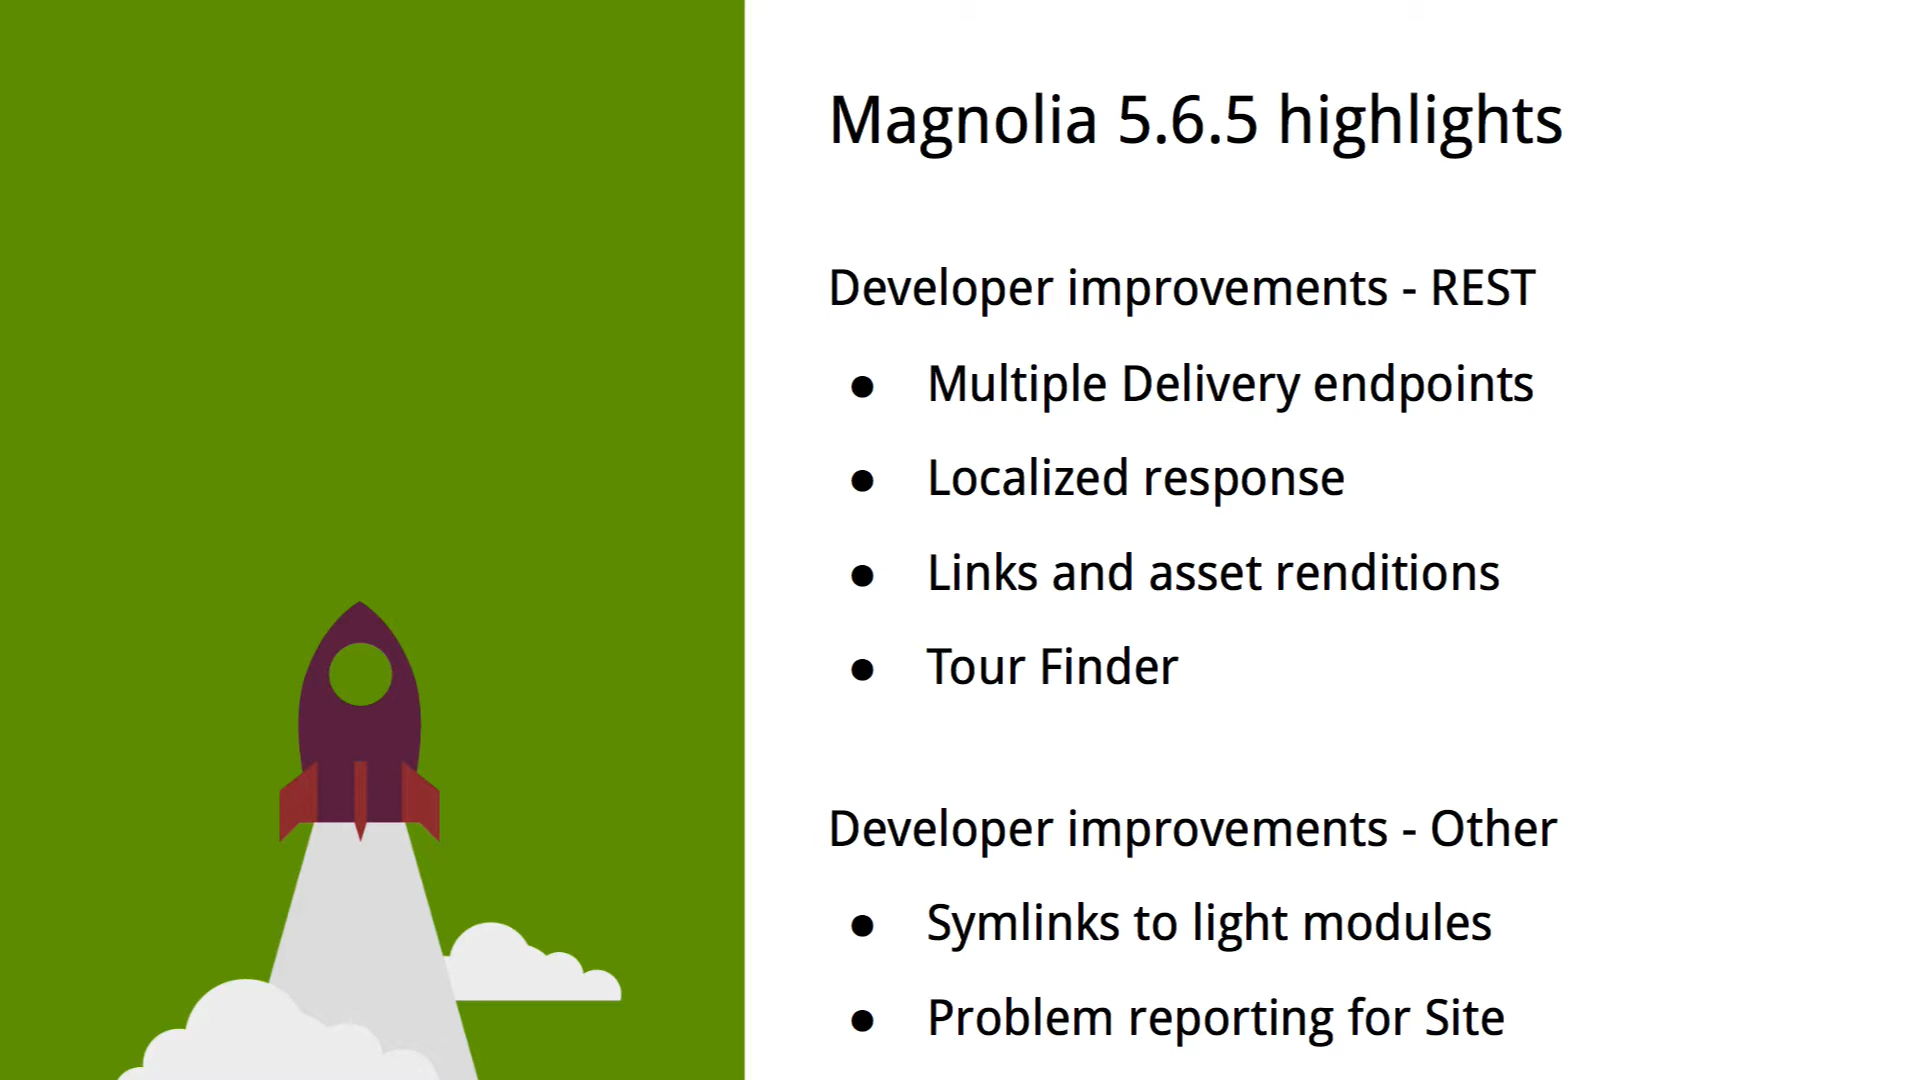 Magnolia 5.6.5 highlights
Developer improvements - REST
● Multiple Delivery endpoints
● Localized response
● Links and asset renditions
● Tour Finder
Developer improvements - Other
● Symlinks to light modules
● Problem reporting for Site